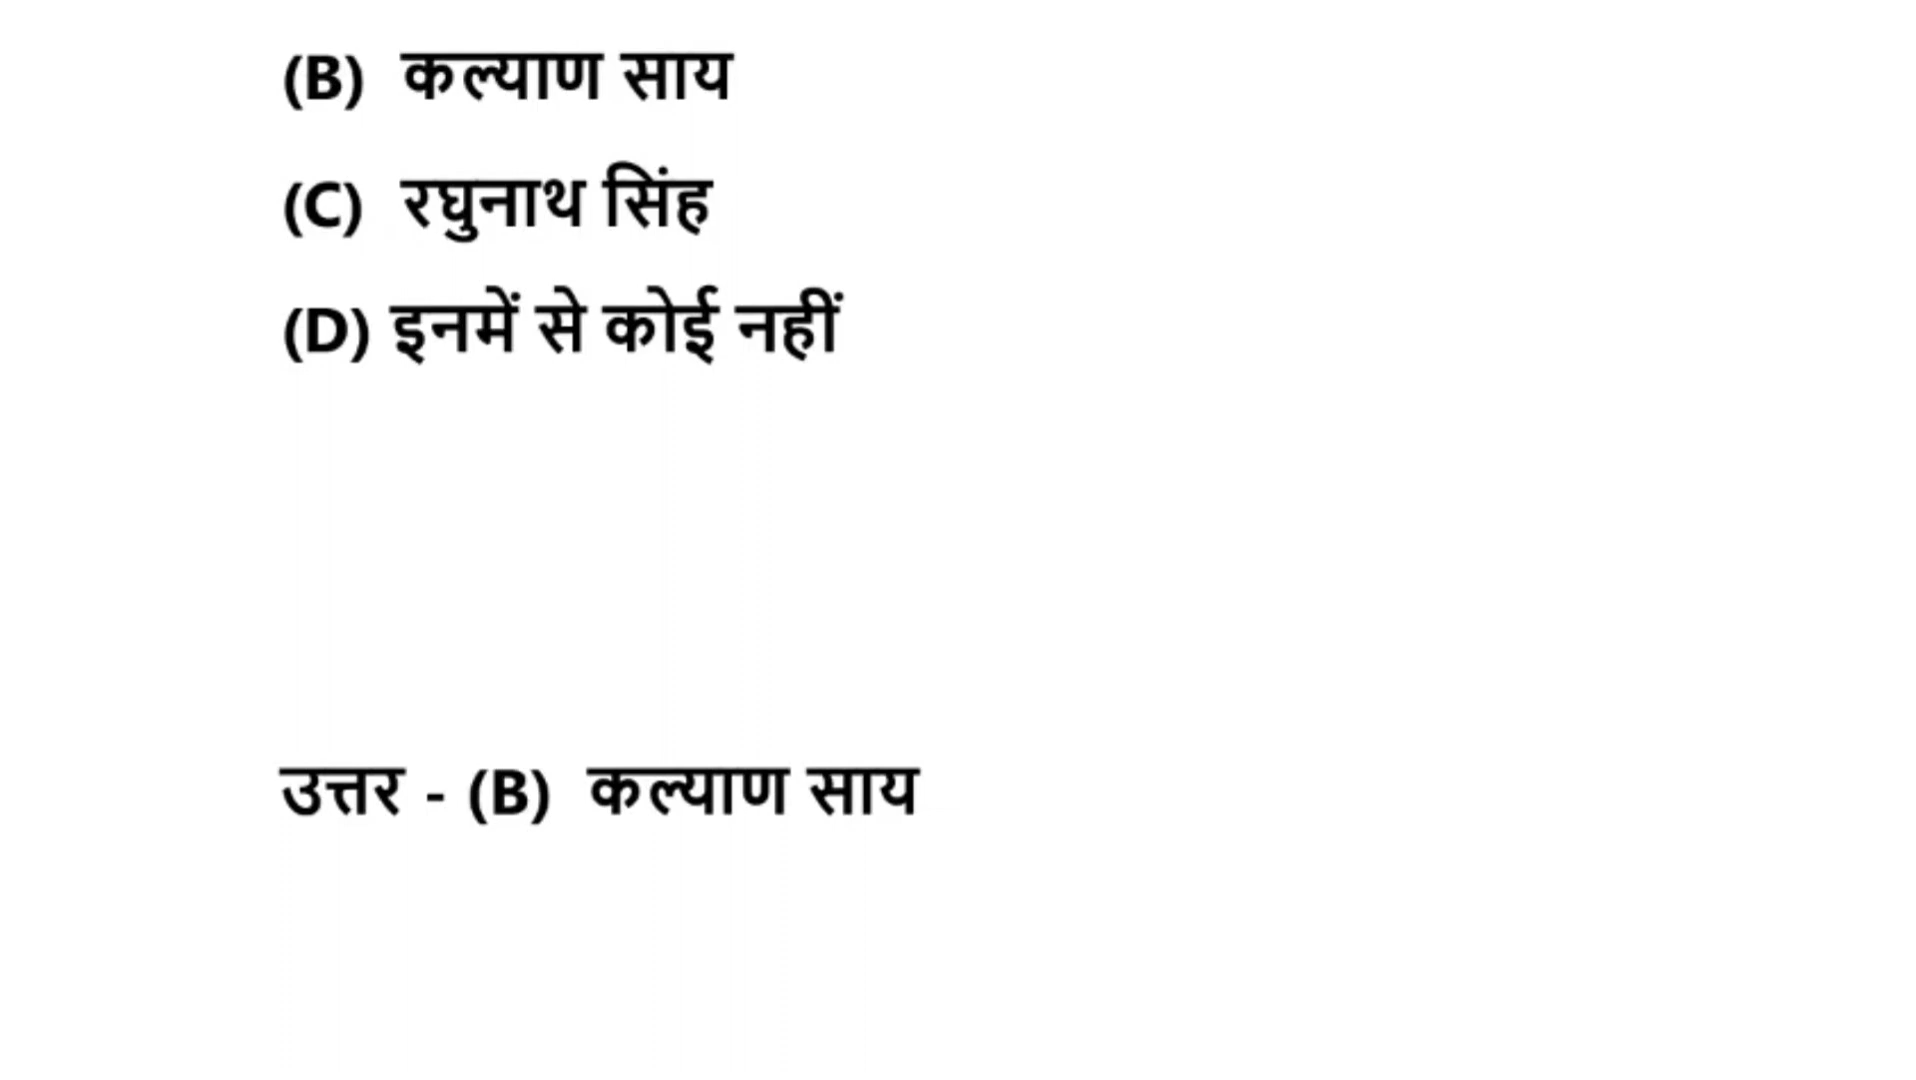 (B) कल्याण साय
(C) रघुनाथ सिंह
(D) इनमें से कोई नहीं
उत्तर - (B) कल्याण साय